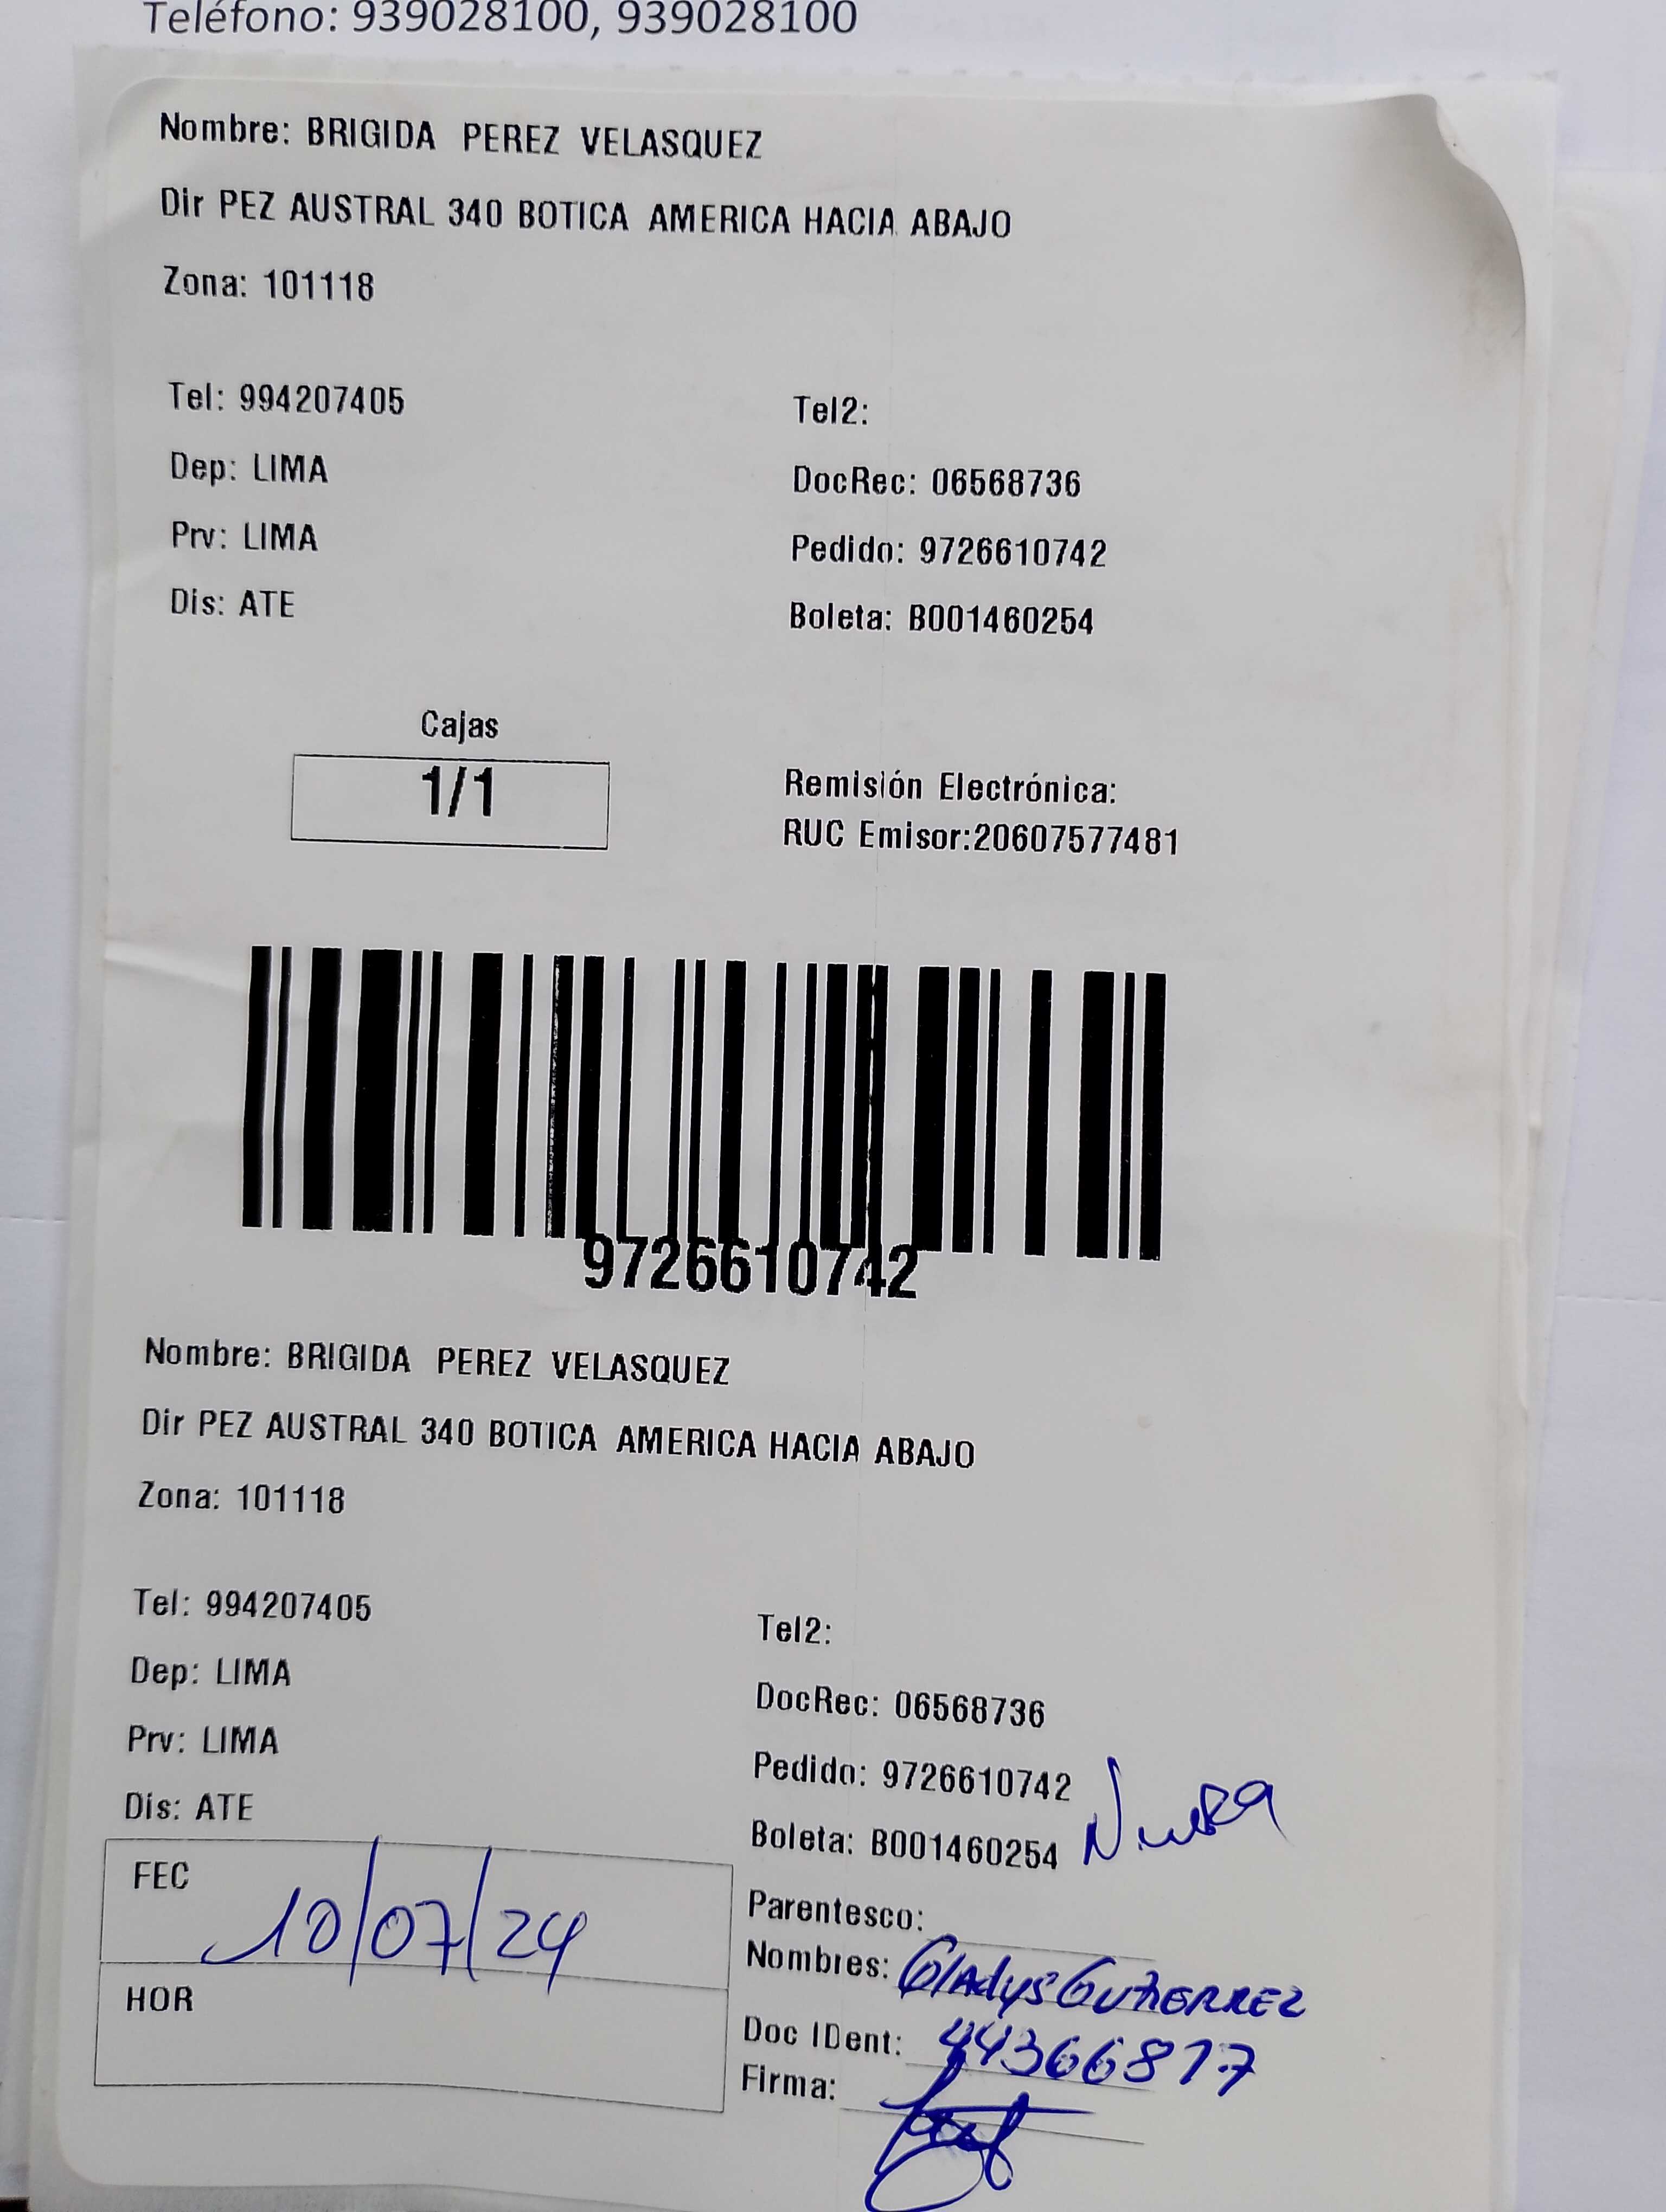 Teléfono: 939028100, 939028100
Nombre: BRIGIDA PEREZ VELASQUEZ
Dir PEZ AUSTRAL 340 BOTICA AMERICA HACIA ABAJO
Zona: 101118
Tel: 994207405 Tel2:
Dep: LIMA DocRec: 06568736
Prv: LIMA Pedido: 9726610742
Dis: ATE Boleta: B001460254
Cajas
1/1
Remisión Electrónica:
RUC Emisor:20607577481
9726610742
Nombre: BRIGIDA PEREZ VELASQUEZ
Dir PEZ AUSTRAL 340 BOTICA AMERICA HACIA ABAJO
Zona: 101118
Tel: 994207405 Tel2:
Dep: LIMA DocRec: 06568736
Prv: LIMA Pedido: 9726610742
Dis: ATE Boleta: B001460254
FEC 10/07/24
HOR
Parentesco:
Nombres: Gladys GUTIERREZ
Doc IDent: 44366817
Firma: